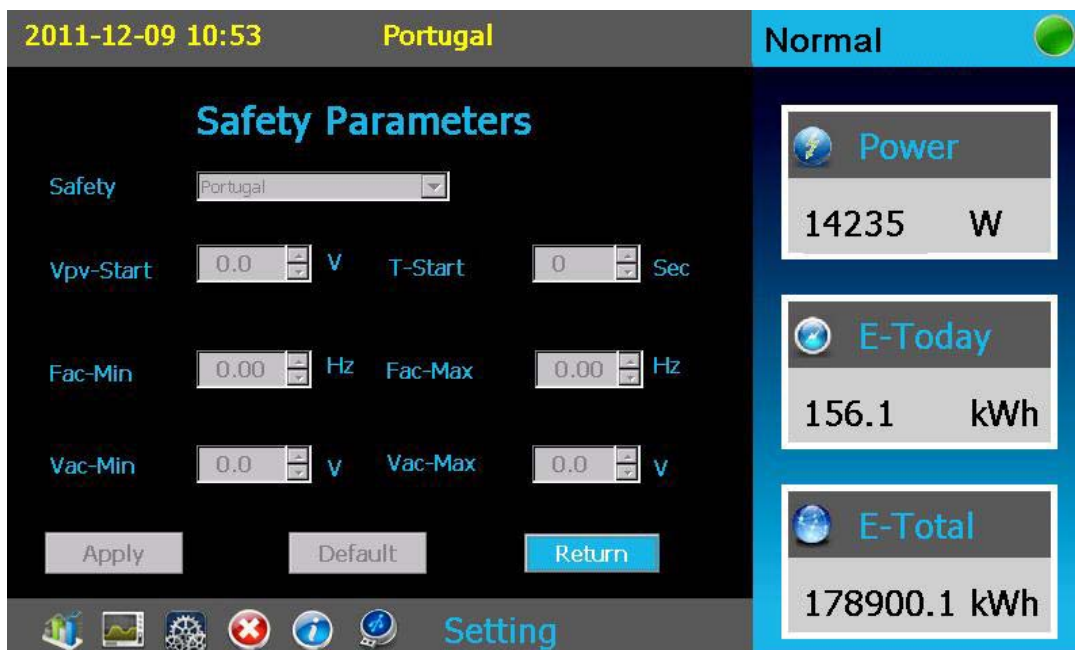 2011-12-09 10:53 Portugal Normal
Safety Parameters
Safety Portugal
Vpv-Start 0.0 V T-Start 0 Sec
Fac-Min 0.00 Hz Fac-Max 0.00 Hz
Vac-Min 0.0 V Vac-Max 0.0 V
Apply Default Return
Setting
Power
14235 W
E-Today
156.1 kWh
E-Total
178900.1 kWh